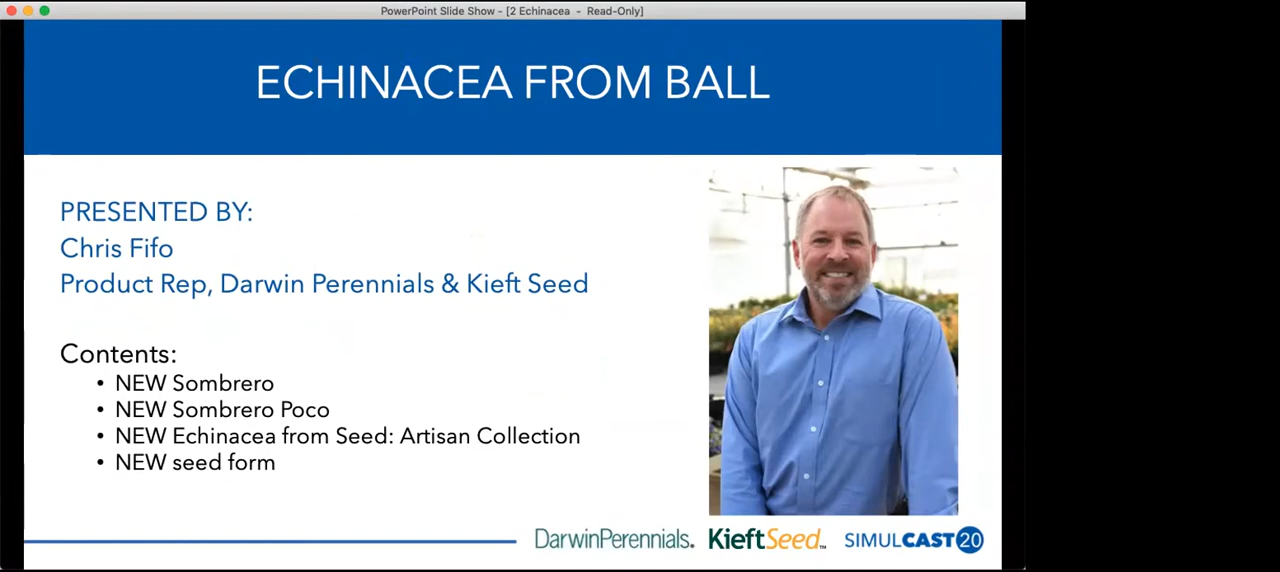 PowerPoint Slide Show - [2 Echinacea - Read-Only]
ECHINACEA FROM BALL
PRESENTED BY:
Chris Fifo
Product Rep, Darwin Perennials & Kieft Seed
Contents:
• NEW Sombrero
• NEW Sombrero Poco
• NEW Echinacea from Seed: Artisan Collection
• NEW seed form
DarwinPerennials® KieftSeed™ SIMULCAST20